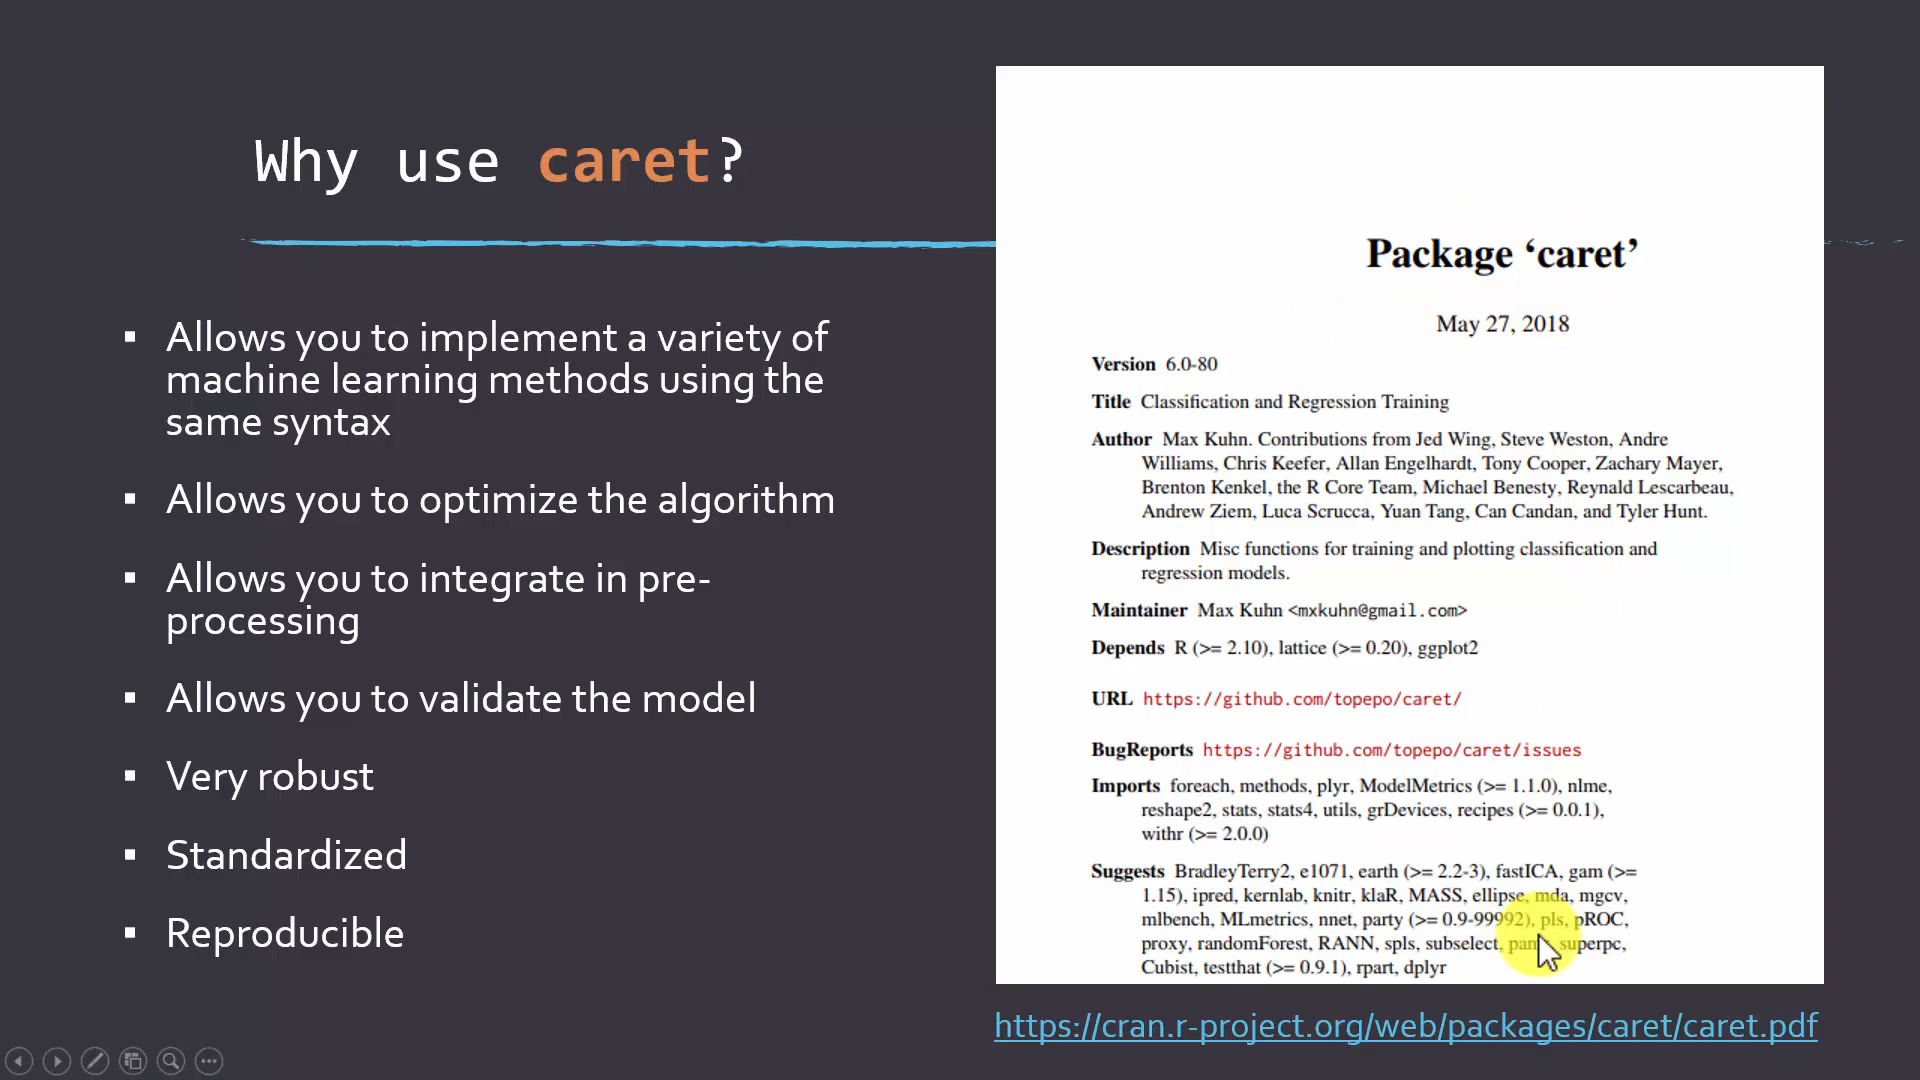 Why use caret?
▪ Allows you to implement a variety of
machine learning methods using the
same syntax
▪ Allows you to optimize the algorithm
▪ Allows you to integrate in pre-
processing
▪ Allows you to validate the model
▪ Very robust
▪ Standardized
▪ Reproducible
Package ‘caret’
May 27, 2018
Version 6.0-80
Title Classification and Regression Training
Author Max Kuhn. Contributions from Jed Wing, Steve Weston, Andre
Williams, Chris Keefer, Allan Engelhardt, Tony Cooper, Zachary Mayer,
Brenton Kenkel, the R Core Team, Michael Benesty, Reynald Lescarbeau,
Andrew Ziem, Luca Scrucca, Yuan Tang, Can Candan, and Tyler Hunt.
Description Misc functions for training and plotting classification and
regression models.
Maintainer Max Kuhn <mxkuhn@gmail.com>
Depends R (>= 2.10), lattice (>= 0.20), ggplot2
URL https://github.com/topepo/caret/
BugReports https://github.com/topepo/caret/issues
Imports foreach, methods, plyr, ModelMetrics (>= 1.1.0), nlme,
reshape2, stats, stats4, utils, grDevices, recipes (>= 0.0.1),
withr (>= 2.0.0)
Suggests BradleyTerry2, e1071, earth (>= 2.2-3), fastICA, gam (>=
1.15), ipred, kernlab, knitr, klaR, MASS, ellipse, mda, mgcv,
mlbench, MLmetrics, nnet, party (>= 0.9-99992), pls, pROC,
proxy, randomForest, RANN, spls, subselect, superpc,
Cubist, testthat (>= 0.9.1), rpart, dplyr
https://cran.r-project.org/web/packages/caret/caret.pdf